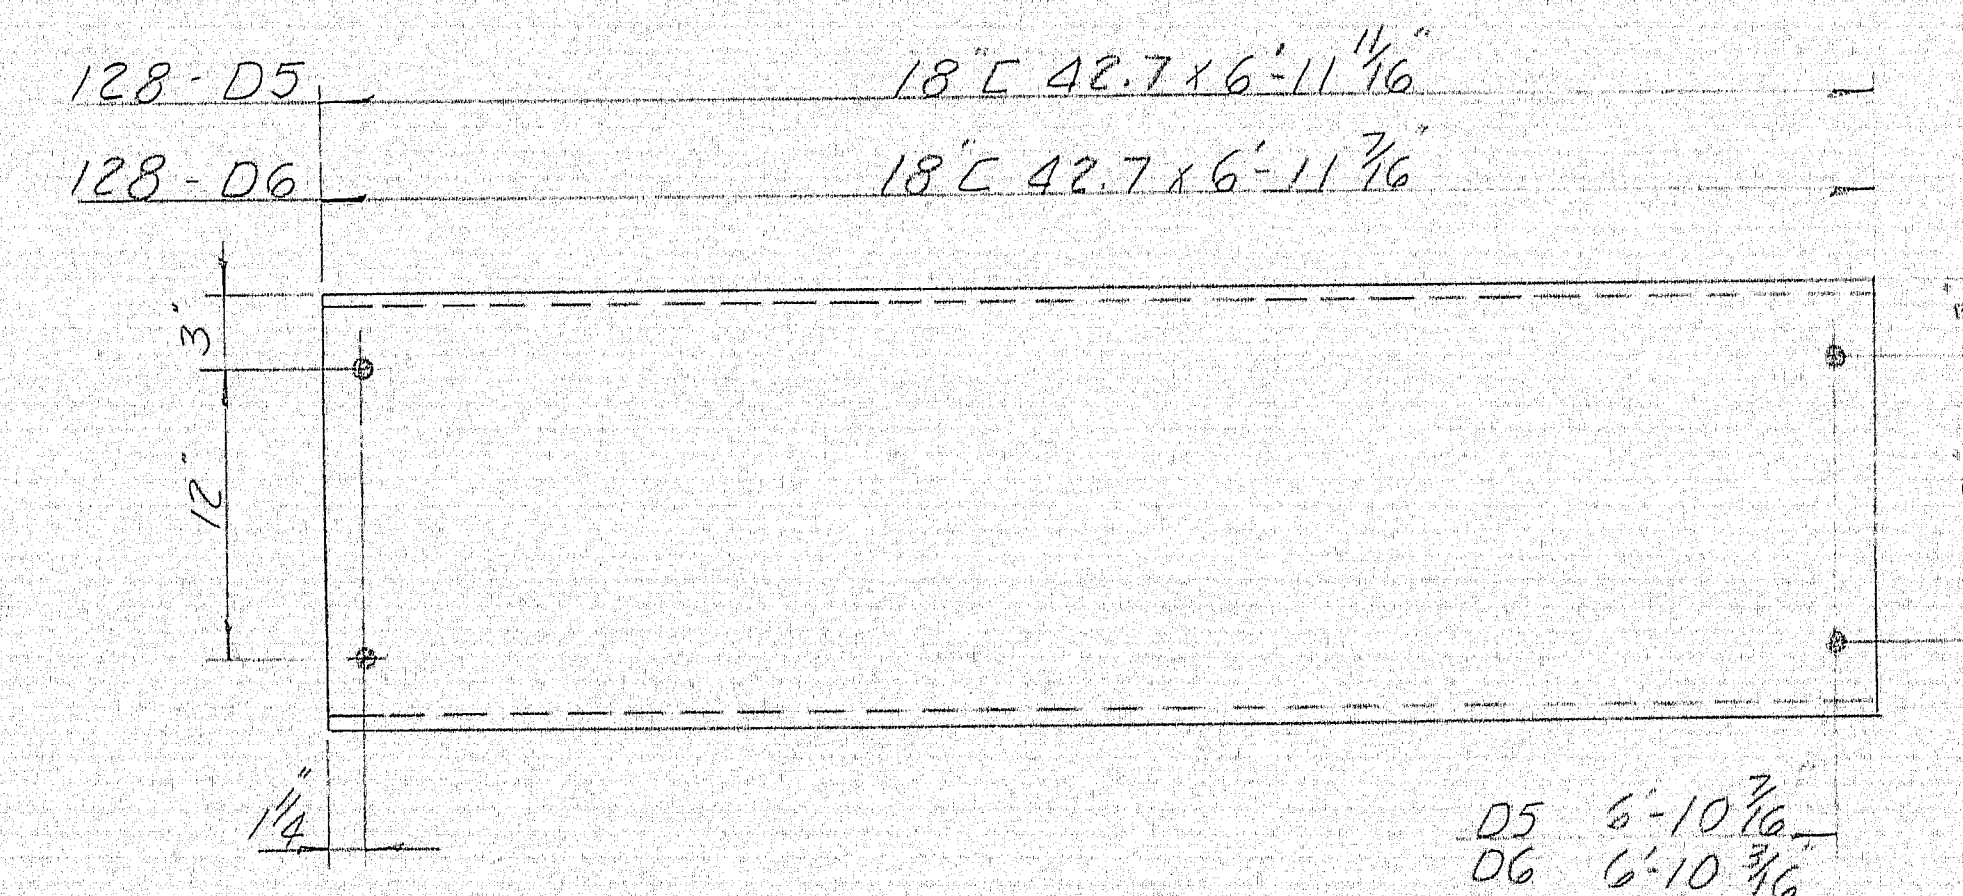 128-D5 18"C 42.7 x 6'-11 11/16"
128-D6 18"C 42.7 x 6'-11 7/16"
3"
12"
1 1/4"
D5 6'-10 7/16"
D6 6'-10 3/16"